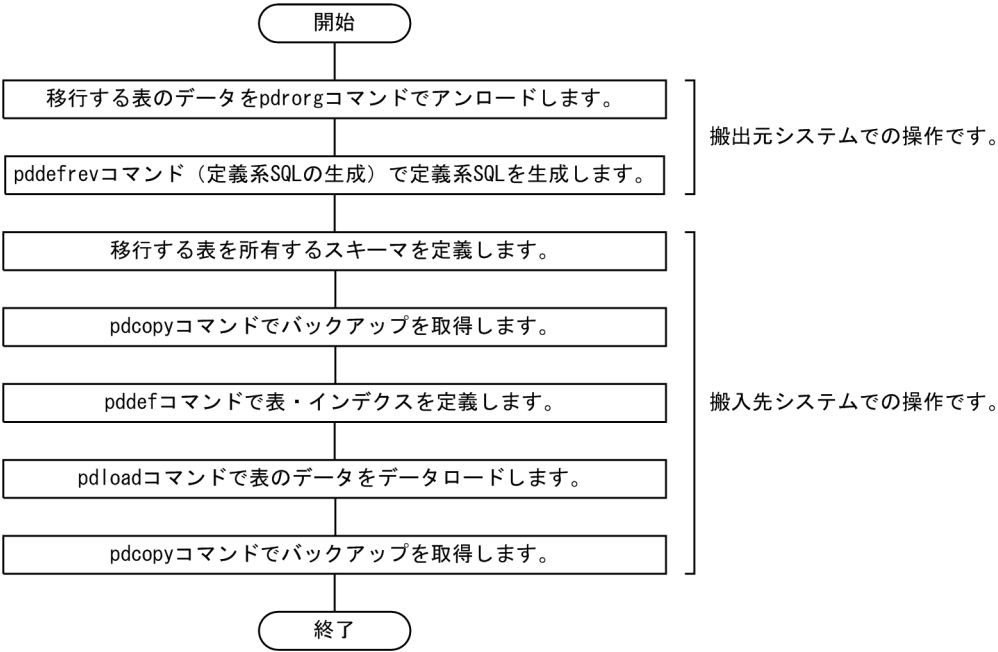 開始
移行する表のデータをpdrorgコマンドでアンロードします。
搬出元システムでの操作です。
pddefrevコマンド（定義系SQLの生成）で定義系SQLを生成します。
移行する表を所有するスキーマを定義します。
pdcopyコマンドでバックアップを取得します。
pddefコマンドで表・インデクスを定義します。
搬入先システムでの操作です。
pdloadコマンドで表のデータをデータロードします。
pdcopyコマンドでバックアップを取得します。
終了